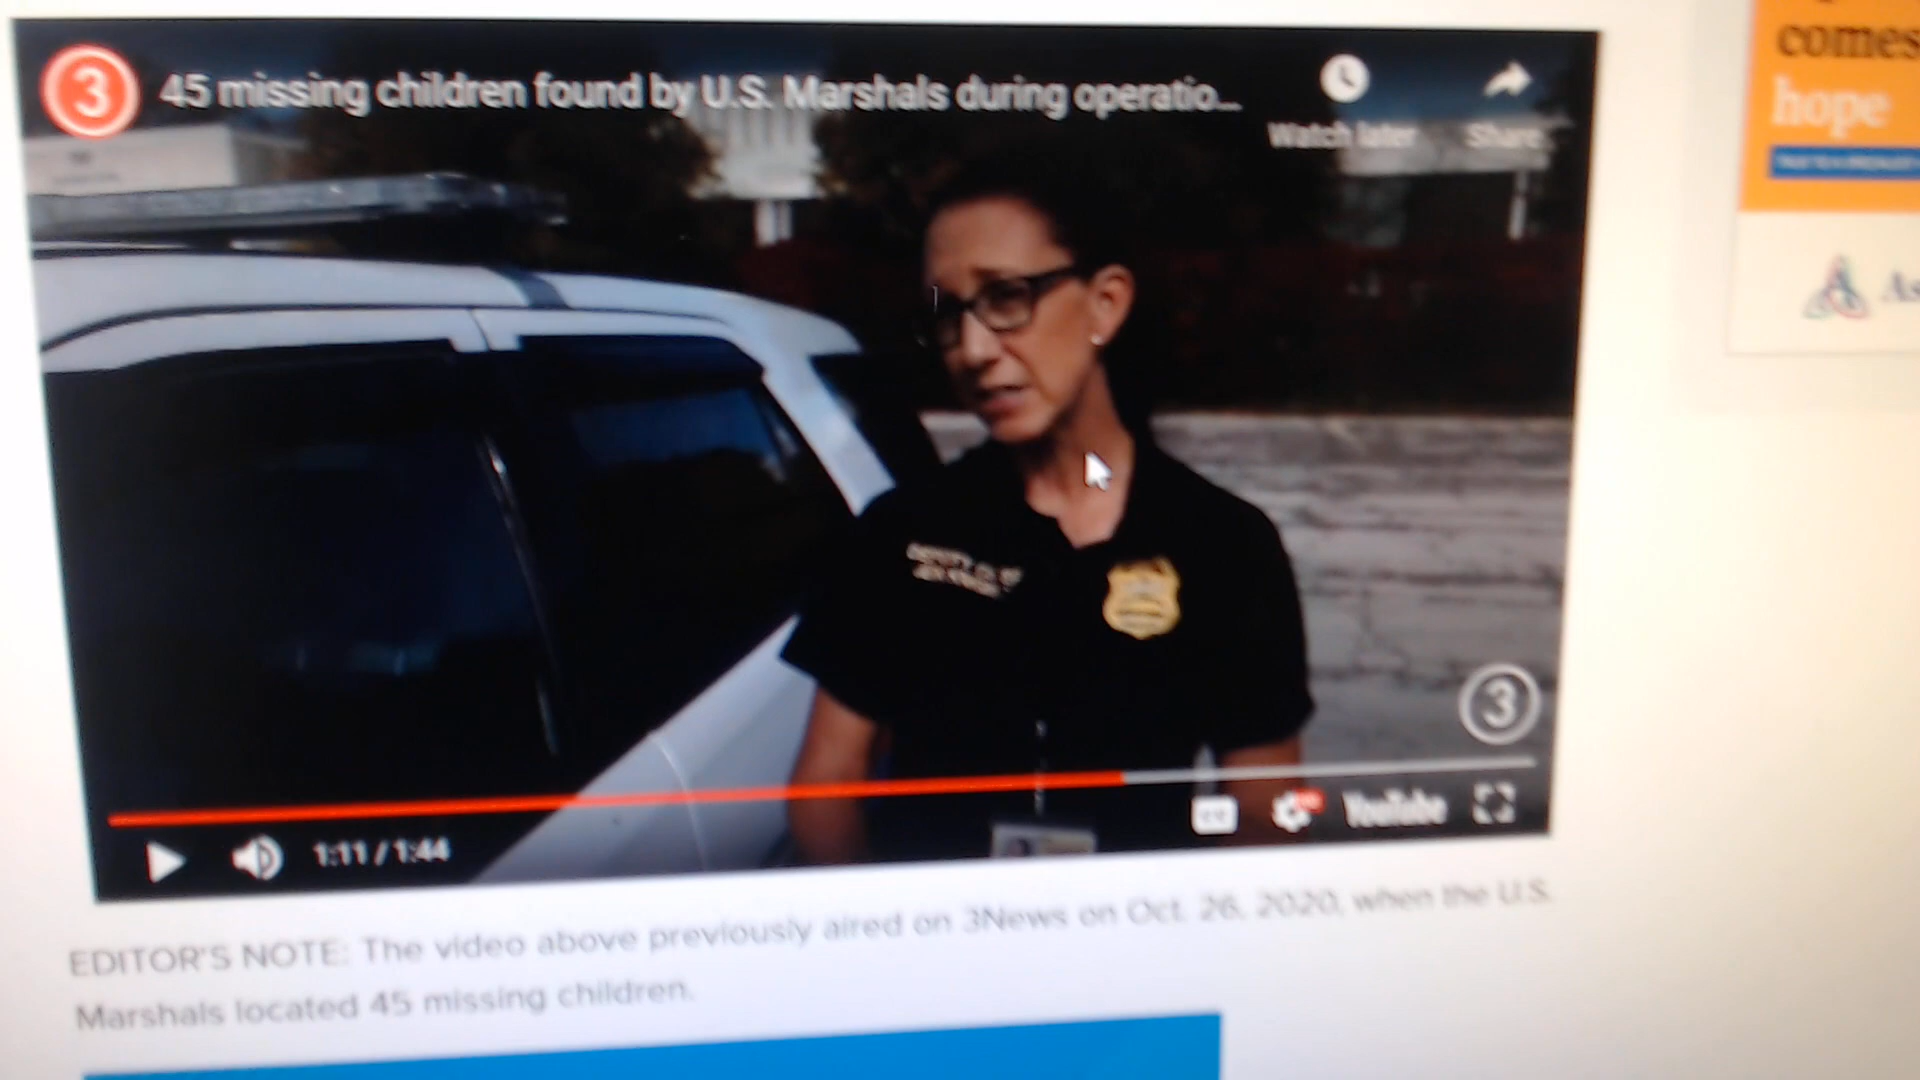 3 45 missing children found by U.S. Marshals during operatio...
Watch later Share
comes
hope
3
1:11 / 1:44
CC HD YouTube
EDITOR'S NOTE: The video above previously aired on 3News on Oct. 26, 2020, when the U.S.
Marshals located 45 missing children.